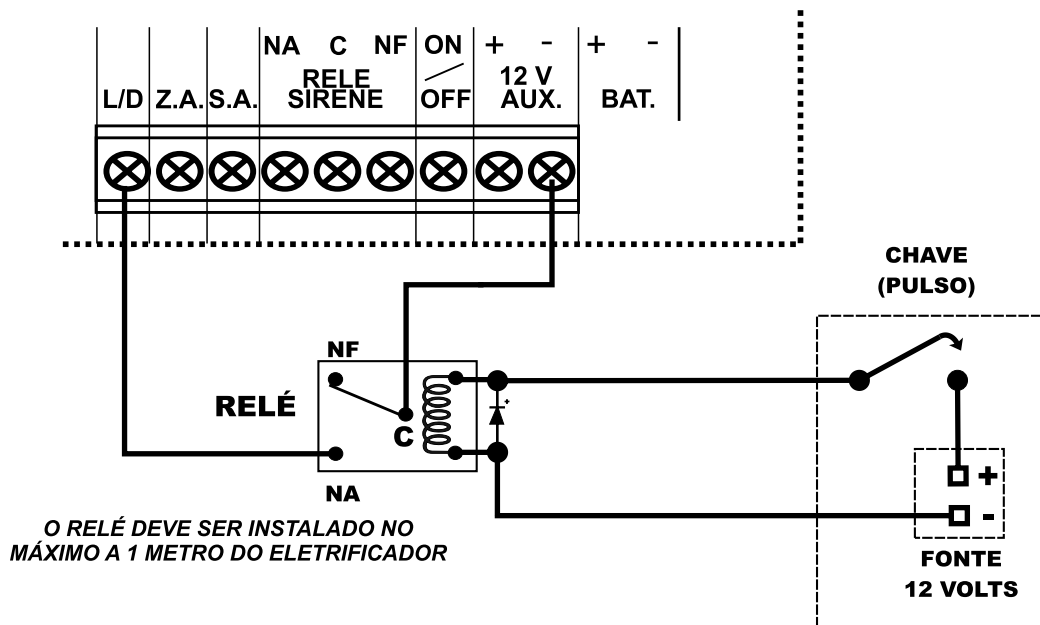 NA C NF ON + - + -
RELE 12 V
L/D Z.A. S.A. SIRENE OFF AUX. BAT.
CHAVE
(PULSO)
NF
RELÉ
C
+
+
-
NA
O RELÉ DEVE SER INSTALADO NO
MÁXIMO A 1 METRO DO ELETRIFICADOR
FONTE
12 VOLTS